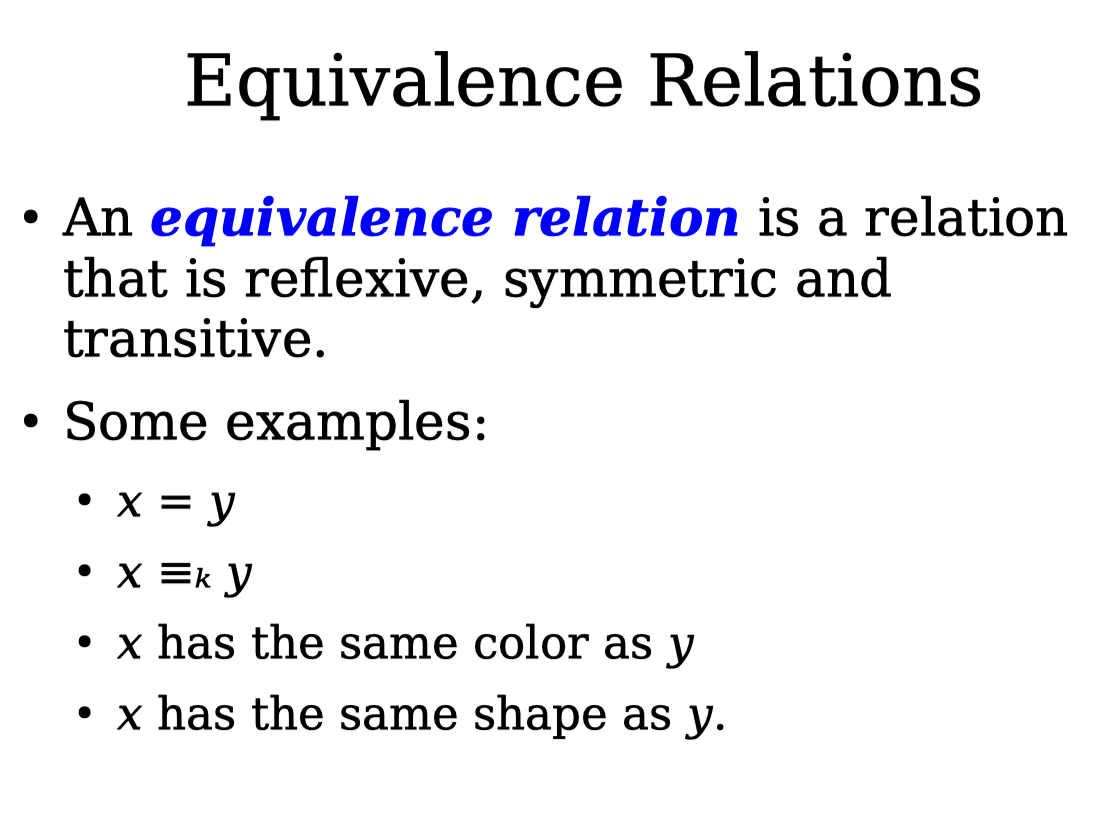 Equivalence Relations
• An equivalence relation is a relation
that is reflexive, symmetric and
transitive.
• Some examples:
• x = y
• x ≡ₖ y
• x has the same color as y
• x has the same shape as y.